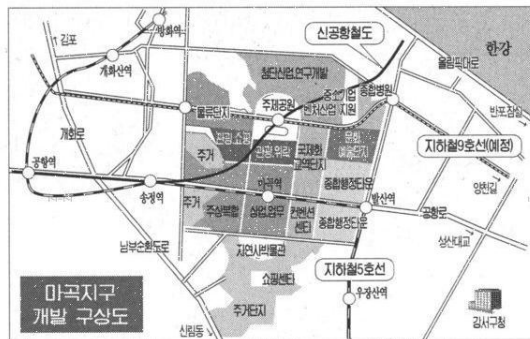 김포
방화역
신공항철도
한강
개화산역
올림픽대로
첨단산업,연구개발
중소기업
벤처산업 지원
종합병원
물류단지
주제공원
반포,잠실
개화로
문화
지하철9호선(예정)
주거
관광,위락
국제화
교역단지
공항역
종합행정타운
양천길
송정역
마곡역
발산역
주거
주상복합
상업,업무
컨벤션
센터
종합행정타운
공항로
성산대교
남부순환도로
자연사박물관
지하철5호선
쇼핑센터
마곡지구
개발 구상도
우장산역
주거단지
신림동
강서구청